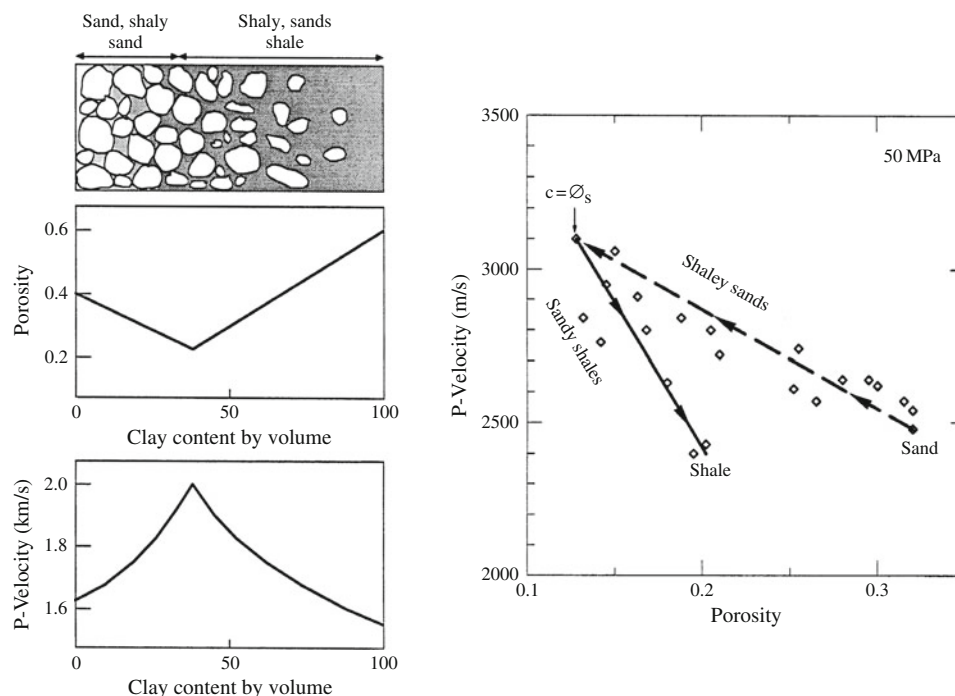 Sand, shaly
sand
Shaly, sands
shale
0.6
0.4
0.2
Porosity
0
50
100
Clay content by volume
2.0
1.8
1.6
P-Velocity (km/s)
0
50
100
Clay content by volume
3500
3000
2500
2000
P-Velocity (m/s)
50 MPa
c = ∅s
Shaley sands
Sandy shales
Shale
Sand
0.1
0.2
0.3
Porosity